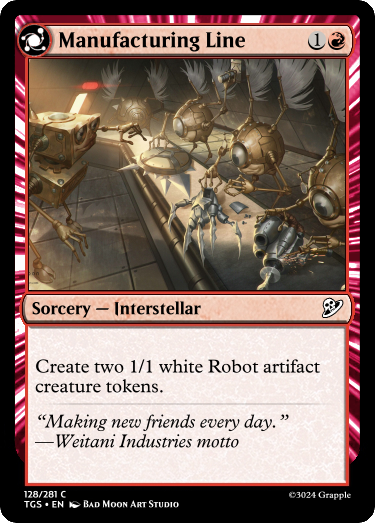 Manufacturing Line 1
Sorcery — Interstellar
Create two 1/1 white Robot artifact
creature tokens.
“Making new friends every day.”
—Weitani Industries motto
128/281 C
TGS • EN Bad Moon Art Studio
©3024 Grapple